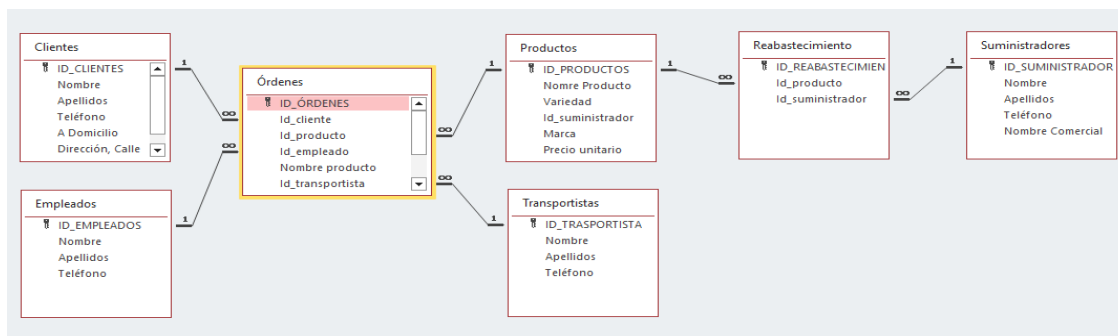 Clientes
ID_CLIENTES
Nombre
Apellidos
Teléfono
A Domicilio
Dirección, Calle
1
∞
Órdenes
ID_ÓRDENES
Id_cliente
Id_producto
Id_empleado
Nombre producto
Id_transportista
∞
1
Productos
ID_PRODUCTOS
Nomre Producto
Variedad
Id_suministrador
Marca
Precio unitario
1
∞
Reabastecimiento
ID_REABASTECIMIEN
Id_producto
Id_suministrador
∞
1
Suministradores
ID_SUMINISTRADOR
Nombre
Apellidos
Teléfono
Nombre Comercial
Empleados
ID_EMPLEADOS
Nombre
Apellidos
Teléfono
1
∞
∞
1
Transportistas
ID_TRASPORTISTA
Nombre
Apellidos
Teléfono